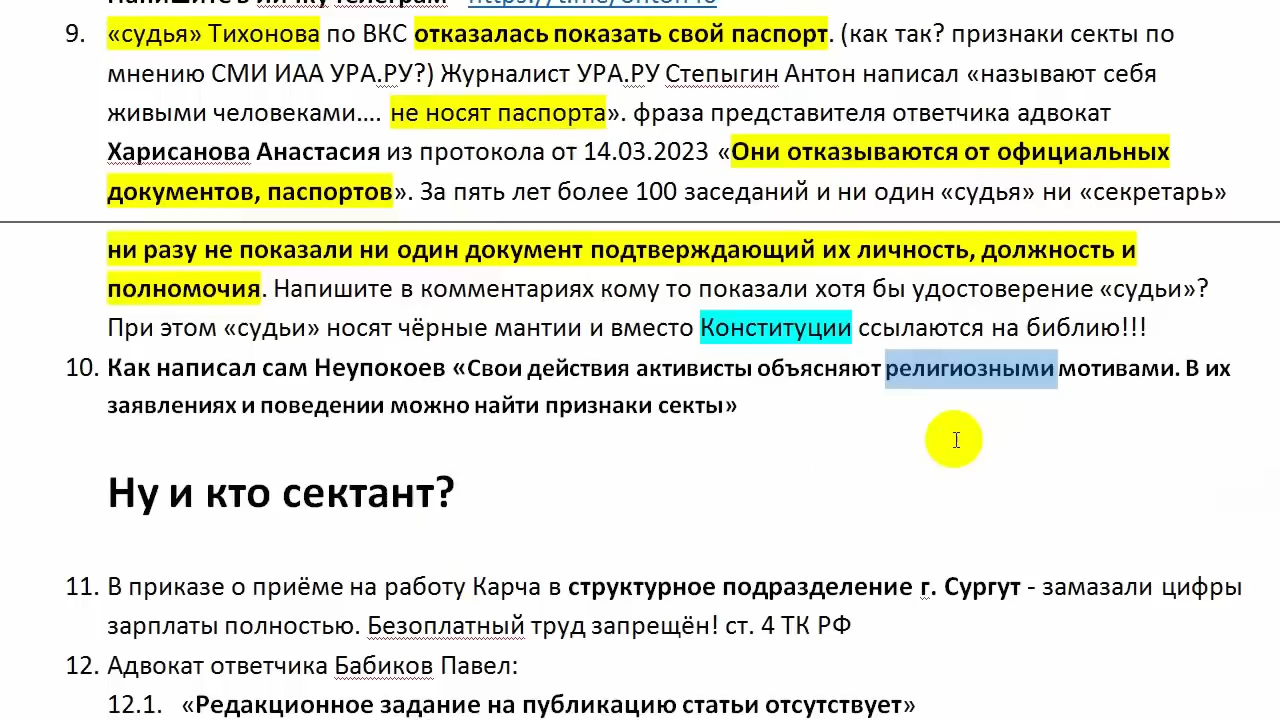 Напишите в личку телеграм - https://t.me/
9. «судья» Тихонова по ВКС отказалась показать свой паспорт. (как так? признаки секты по
мнению СМИ ИАА УРА.РУ?) Журналист УРА.РУ Степыгин Антон написал «называют себя
живыми человеками…. не носят паспорта». фраза представителя ответчика адвокат
Харисанова Анастасия из протокола от 14.03.2023 «Они отказываются от официальных
документов, паспортов». За пять лет более 100 заседаний и ни один «судья» ни «секретарь»
ни разу не показали ни один документ подтверждающий их личность, должность и
полномочия. Напишите в комментариях кому то показали хотя бы удостоверение «судьи»?
При этом «судьи» носят чёрные мантии и вместо Конституции ссылаются на библию!!!
10. Как написал сам Неупокоев «Свои действия активисты объясняют религиозными мотивами. В их
заявлениях и поведении можно найти признаки секты»
Ну и кто сектант?
11. В приказе о приёме на работу Карча в структурное подразделение г. Сургут - замазали цифры
зарплаты полностью. Безоплатный труд запрещён! ст. 4 ТК РФ
12. Адвокат ответчика Бабиков Павел:
12.1. «Редакционное задание на публикацию статьи отсутствует»